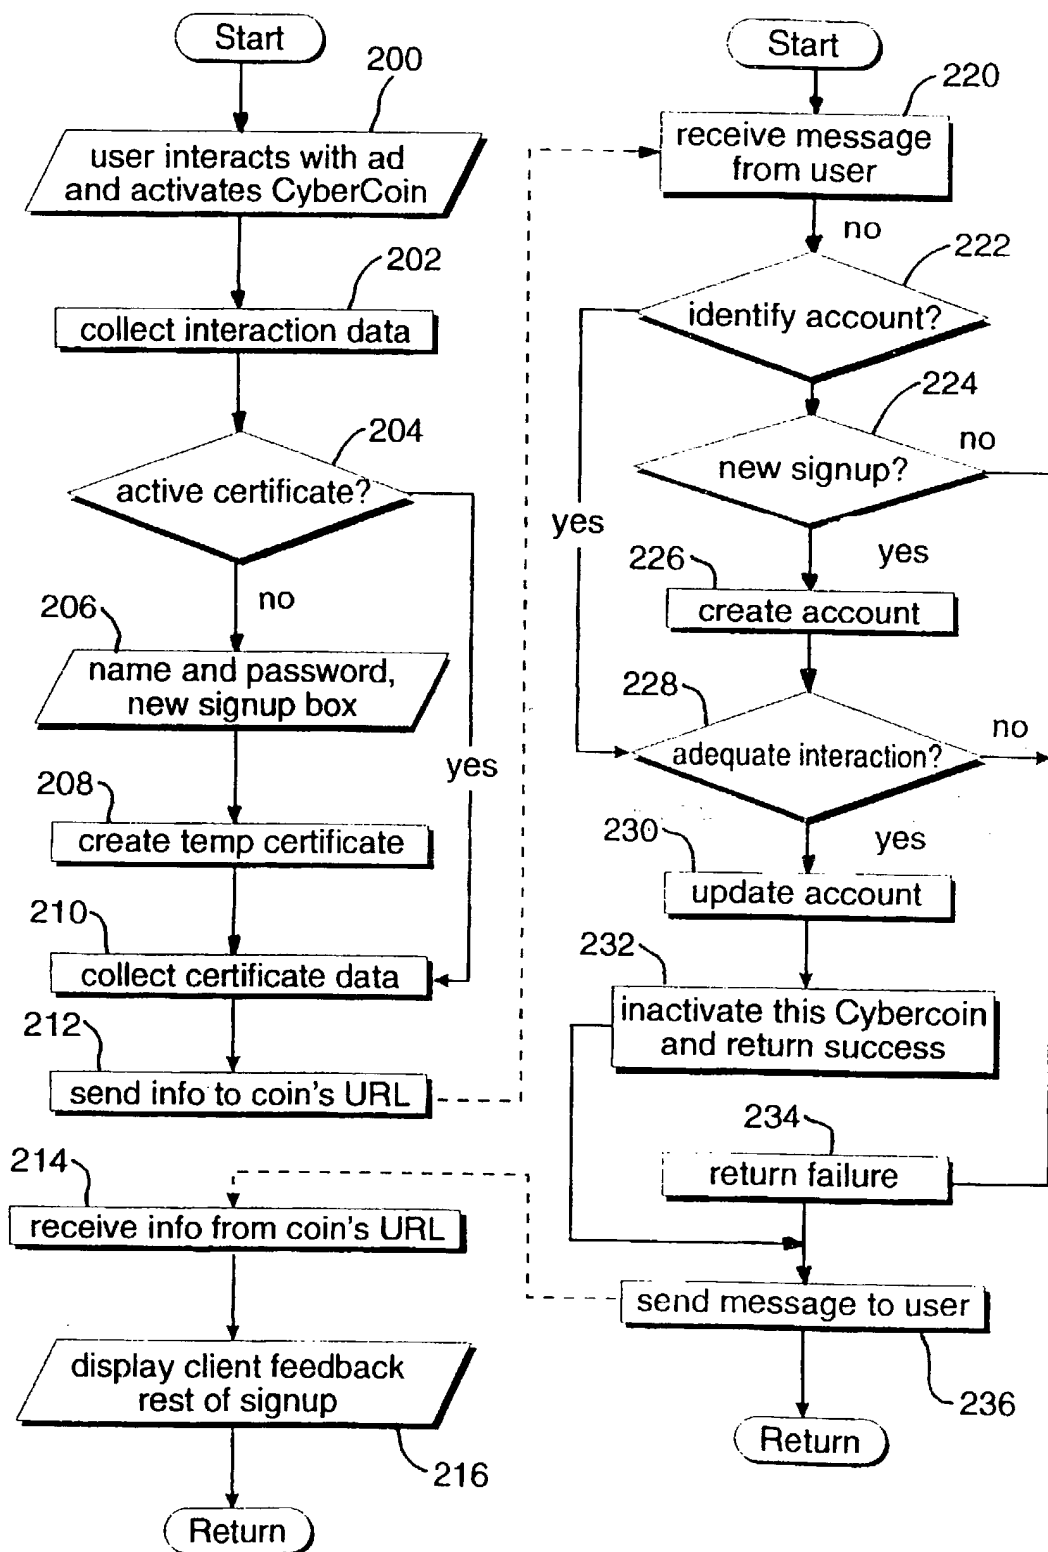 Start
200
user interacts with ad
and activates CyberCoin
202
collect interaction data
204
active certificate?
no
yes
206
name and password,
new signup box
208
create temp certificate
210
collect certificate data
212
send info to coin's URL
214
receive info from coin's URL
display client feedback
rest of signup
216
Return
Start
220
receive message
from user
no
222
identify account?
224
no
new signup?
yes
yes
226
create account
228
no
adequate interaction?
230
yes
update account
232
inactivate this Cybercoin
and return success
234
return failure
send message to user
236
Return